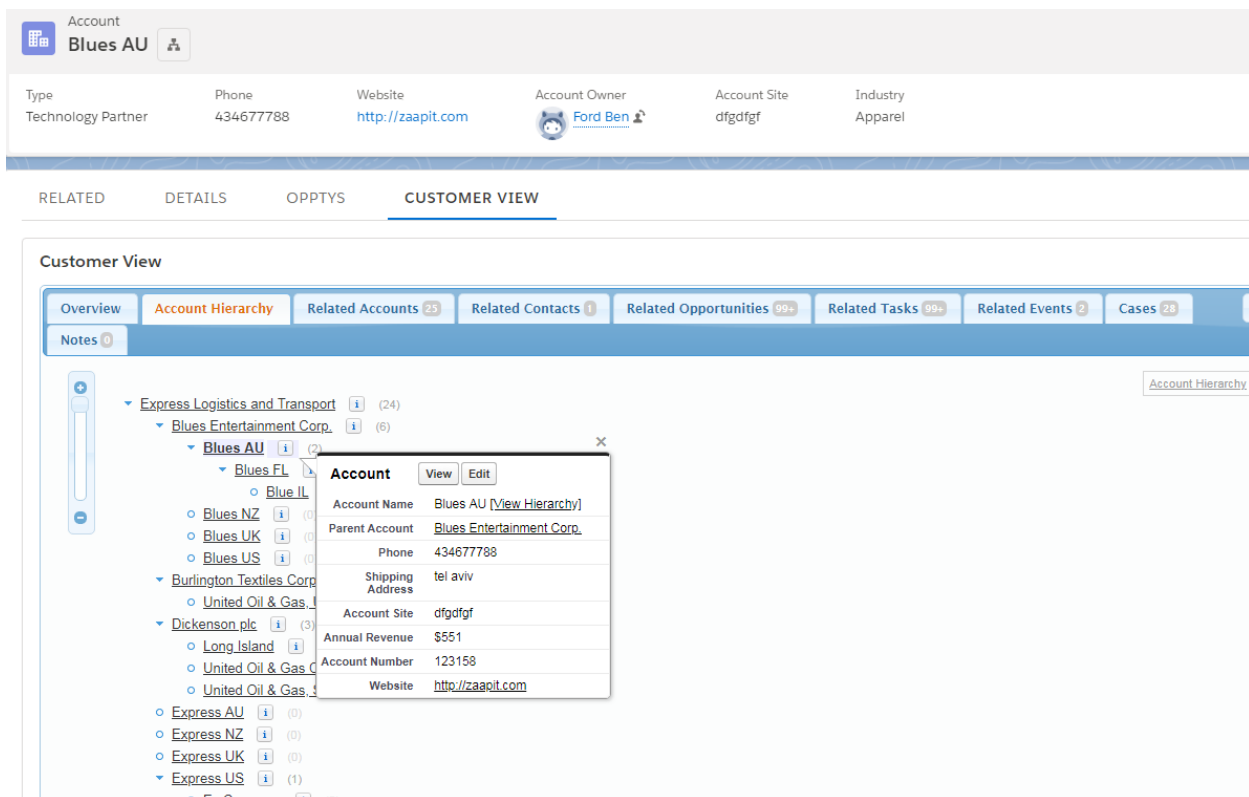 Account
Blues AU
Type Phone Website Account Owner Account Site Industry
Technology Partner 434677788 http://zaapit.com Ford Ben dfgdfgf Apparel
RELATED DETAILS OPPTYS CUSTOMER VIEW
Customer View
Overview Account Hierarchy Related Accounts 25 Related Contacts 1 Related Opportunities 99+ Related Tasks 99+ Related Events 2 Cases 28
Notes 0
Account Hierarchy
Express Logistics and Transport i (24)
Blues Entertainment Corp. i (6)
Blues AU i (2)
Blues FL
Blue IL
Blues NZ i (0
Blues UK i (0
Blues US i (0
Burlington Textiles Corp
United Oil & Gas,
Dickenson plc i (3)
Long Island i
United Oil & Gas
United Oil & Gas,
Express AU i (0)
Express NZ i (0)
Express UK i (0)
Express US i (1)
Account View Edit
Account Name Blues AU [View Hierarchy]
Parent Account Blues Entertainment Corp.
Phone 434677788
Shipping Address tel aviv
Account Site dfgdfgf
Annual Revenue $551
Account Number 123158
Website http://zaapit.com